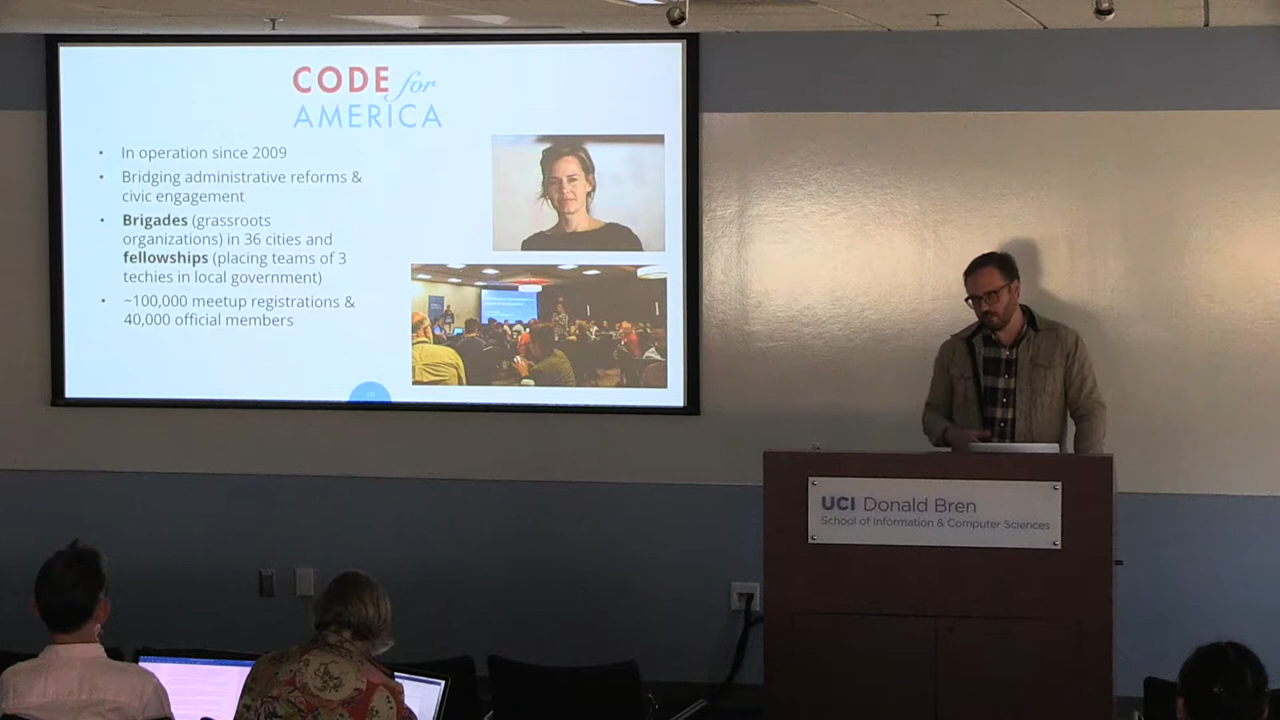 CODE for
AMERICA
• In operation since 2009
• Bridging administrative reforms &
civic engagement
• Brigades (grassroots
organizations) in 36 cities and
fellowships (placing teams of 3
techies in local government)
• ~100,000 meetup registrations &
40,000 official members
10
UCI Donald Bren
School of Information & Computer Sciences